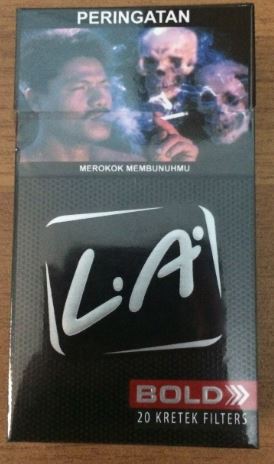 PERINGATAN
MEROKOK MEMBUNUHMU
L.A.
BOLD
20 KRETEK FILTERS